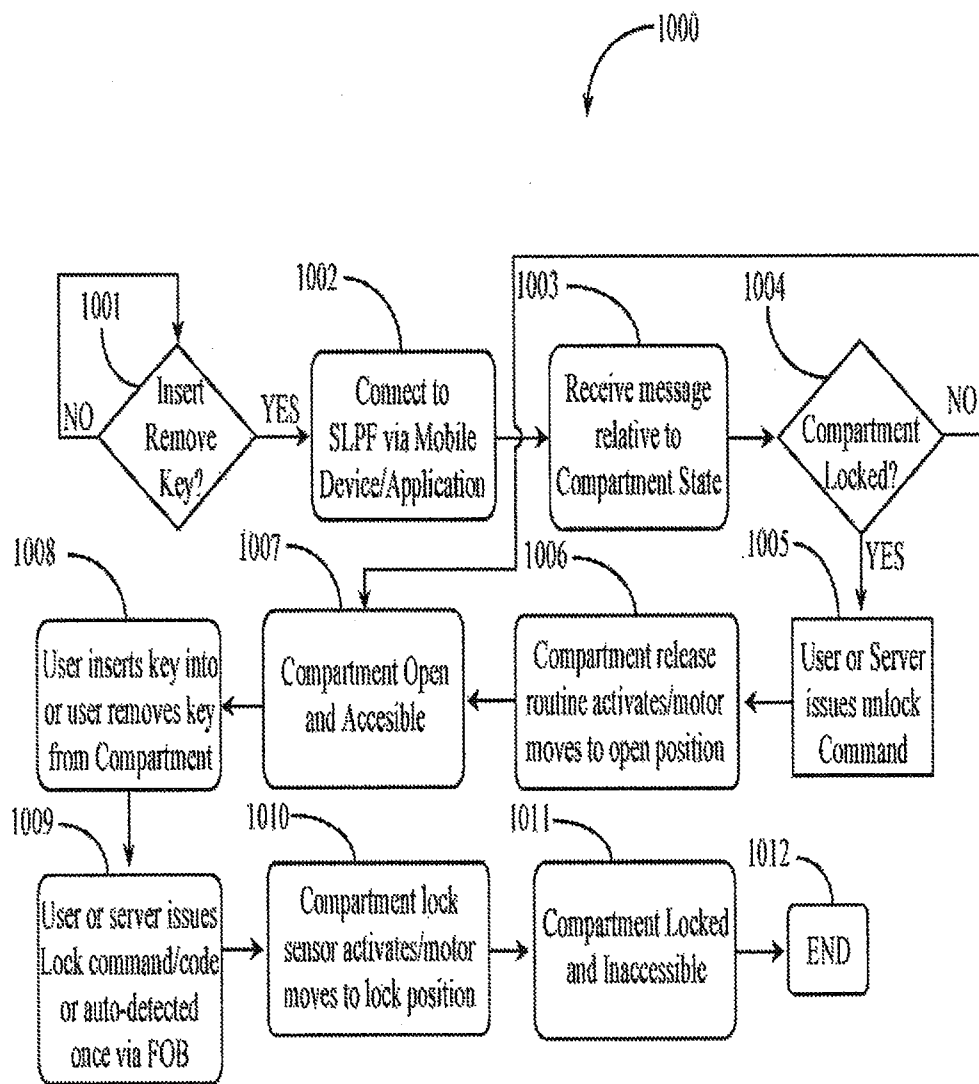 1000
1001
Insert
Remove
Key?
NO
YES
1002
Connect to
SLPF via Mobile
Device/Application
1003
Receive message
relative to
Compartment State
1004
Compartment
Locked?
NO
YES
1005
User or Server
issues unlock
Command
1006
Compartment release
routine activates/motor
moves to open position
1007
Compartment Open
and Accesible
1008
User inserts key into
or user removes key
from Compartment
1009
User or server issues
Lock command/code
or auto-detected
once via FOB
1010
Compartment lock
sensor activates/motor
moves to lock position
1011
Compartment Locked
and Inaccessible
1012
END